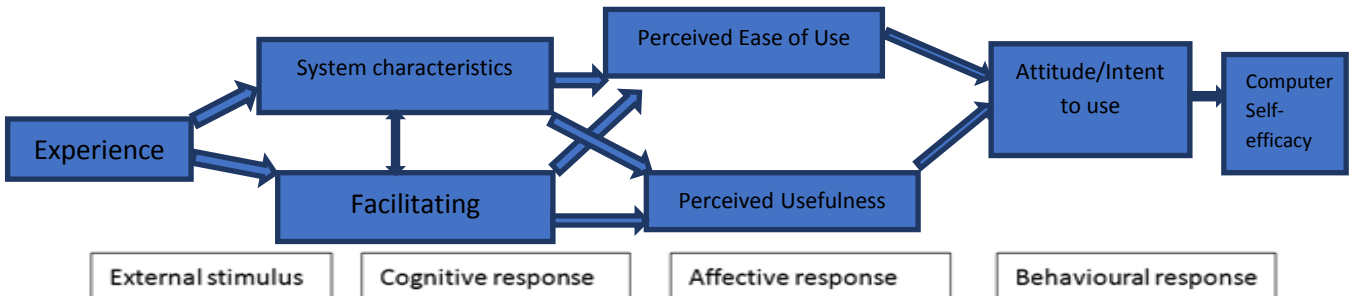 Perceived Ease of Use
System characteristics
Attitude/Intent
to use
Computer
Self-
efficacy
Experience
Facilitating
Perceived Usefulness
External stimulus
Cognitive response
Affective response
Behavioural response